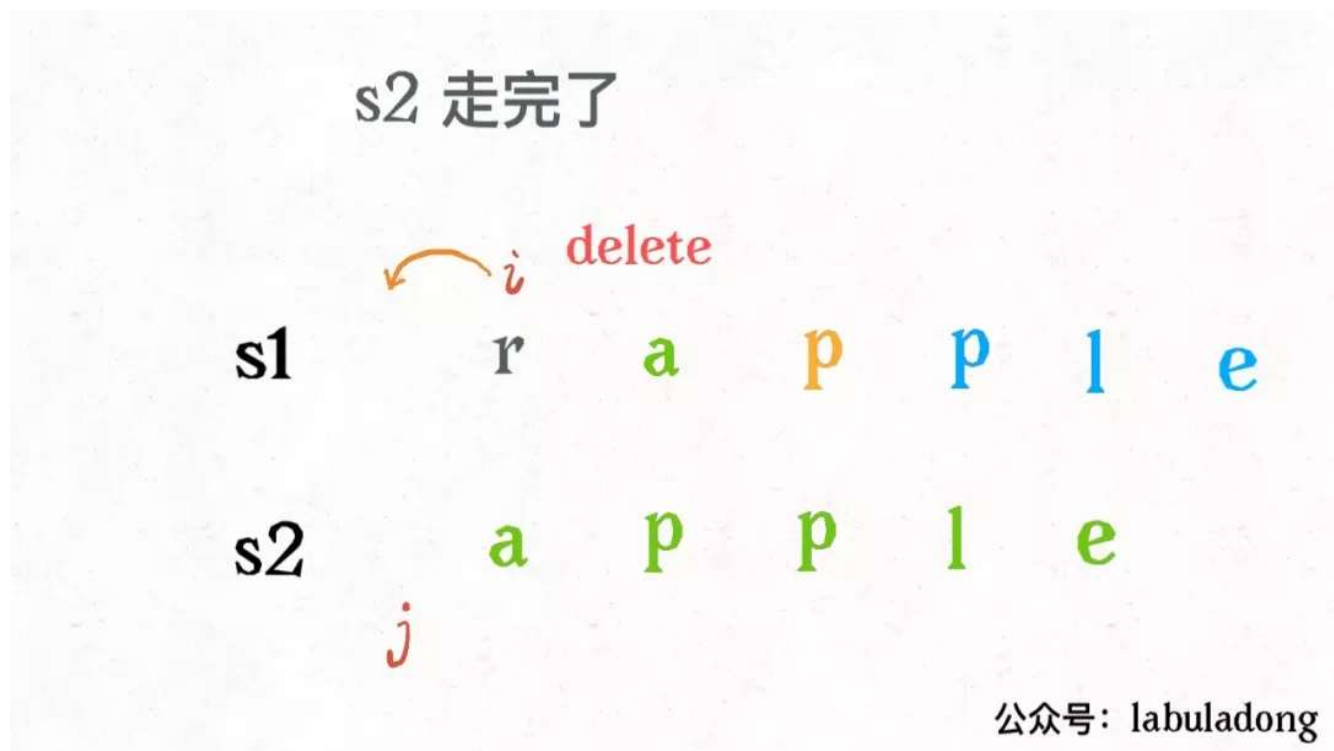 s2 走完了
i delete
s1 r a p p l e
s2 a p p l e
j
公众号：labuladong